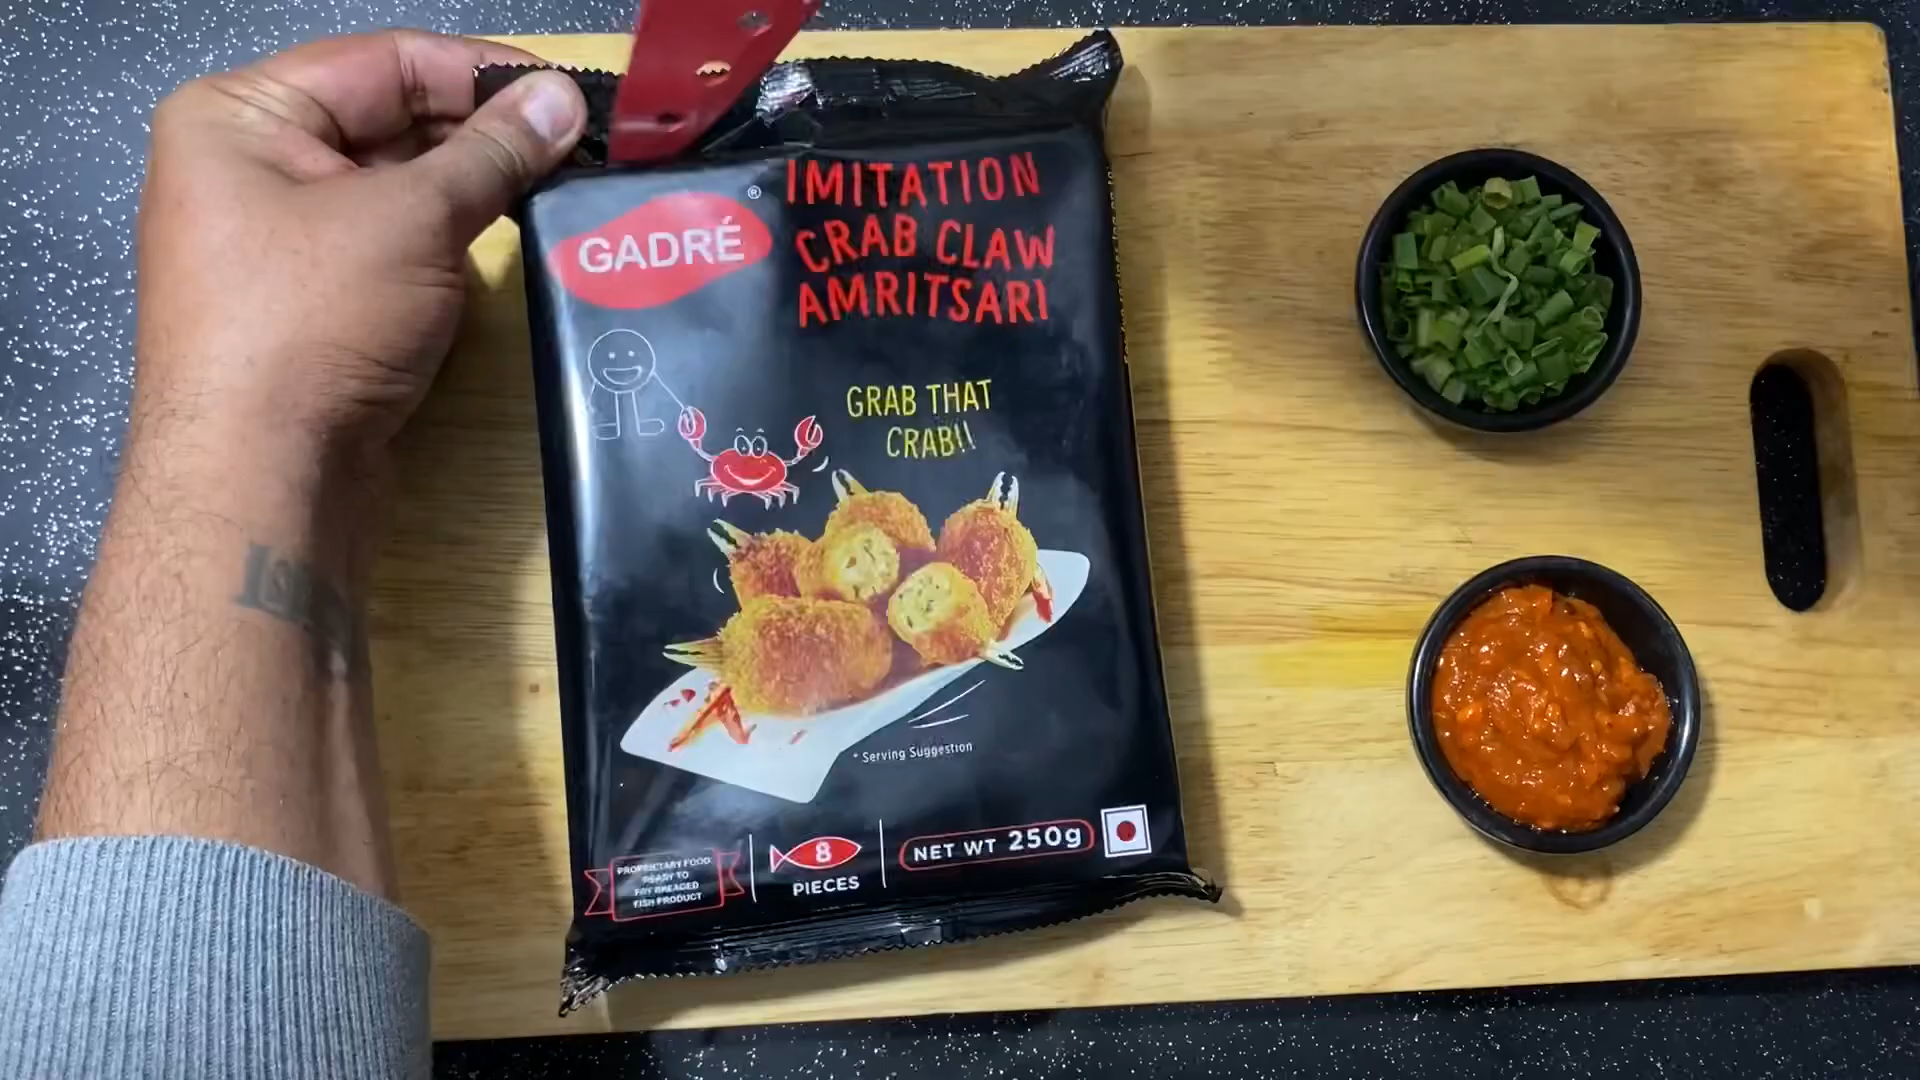 GADRÉ
®
IMITATION
CRAB CLAW
AMRITSARI
GRAB THAT
CRAB!!
* Serving Suggestion
PROPRIETARY FOOD
READY TO
FRY BREADED
FISH PRODUCT
8
PIECES
NET WT 250g